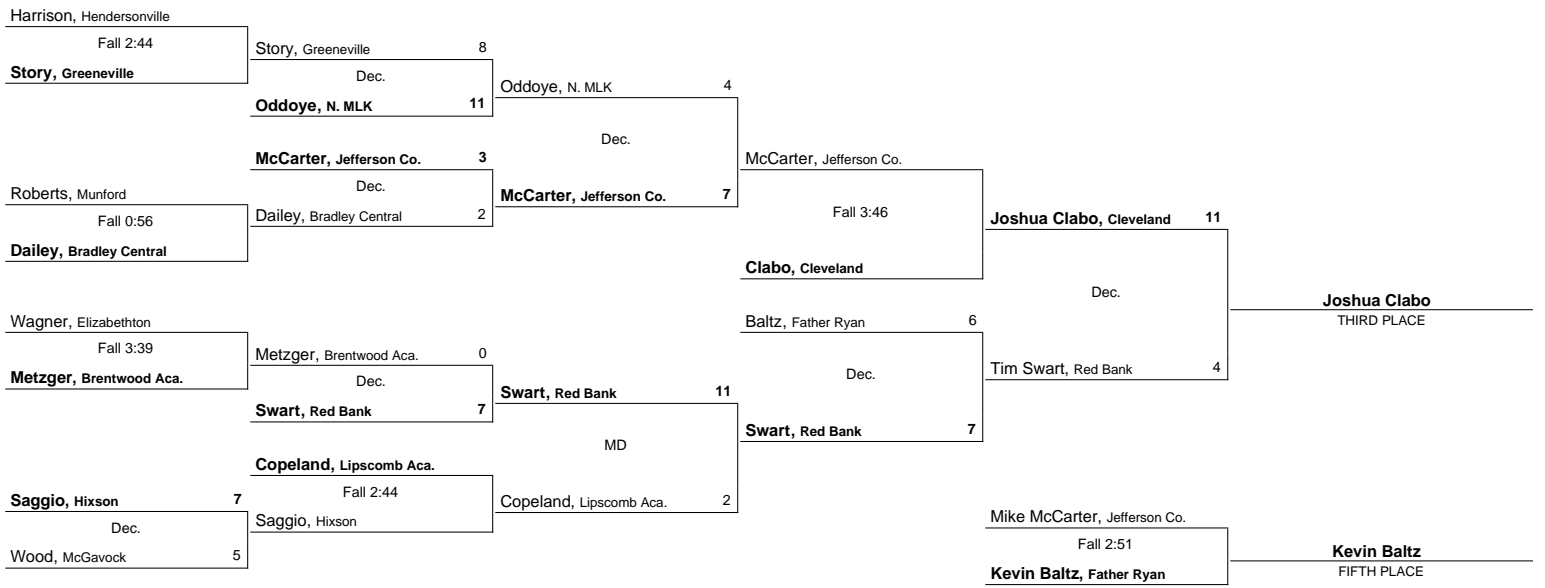 Harrison, Hendersonville
Fall 2:44
Story, Greeneville
Roberts, Munford
Fall 0:56
Dailey, Bradley Central
Wagner, Elizabethton
Fall 3:39
Metzger, Brentwood Aca.
Saggio, Hixson 7
Dec.
Wood, McGavock 5
Story, Greeneville 8
Dec.
Oddoye, N. MLK 11
McCarter, Jefferson Co. 3
Dec.
Dailey, Bradley Central 2
Metzger, Brentwood Aca. 0
Dec.
Swart, Red Bank 7
Copeland, Lipscomb Aca.
Fall 2:44
Saggio, Hixson
Oddoye, N. MLK 4
Dec.
McCarter, Jefferson Co. 7
Swart, Red Bank 11
MD
Copeland, Lipscomb Aca. 2
McCarter, Jefferson Co.
Fall 3:46
Clabo, Cleveland
Baltz, Father Ryan 6
Dec.
Swart, Red Bank 7
Joshua Clabo, Cleveland 11
Dec.
Tim Swart, Red Bank 4
Joshua Clabo
THIRD PLACE
Mike McCarter, Jefferson Co.
Fall 2:51
Kevin Baltz, Father Ryan
Kevin Baltz
FIFTH PLACE